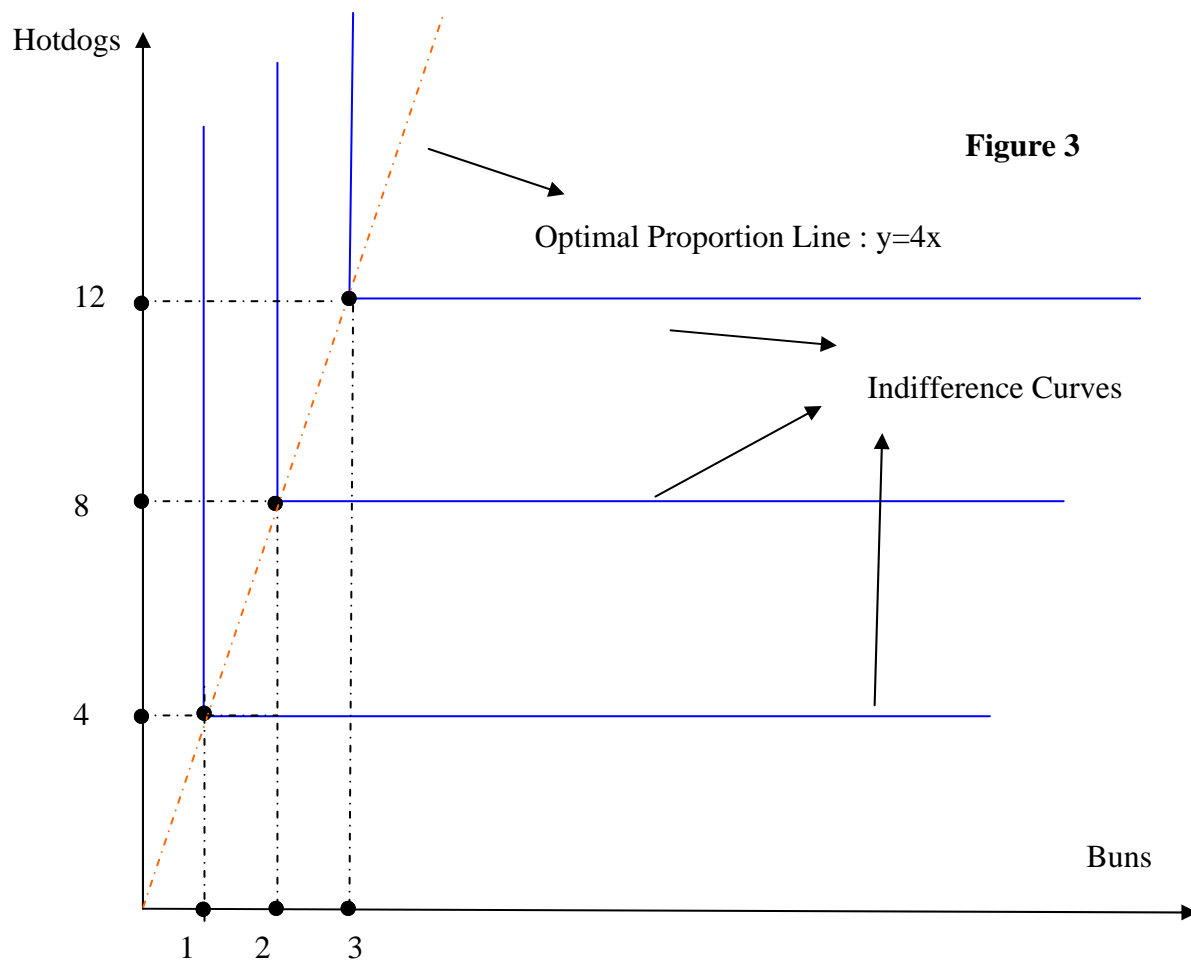 Hotdogs
Figure 3
Optimal Proportion Line : y=4x
12
Indifference Curves
8
4
Buns
1 2 3